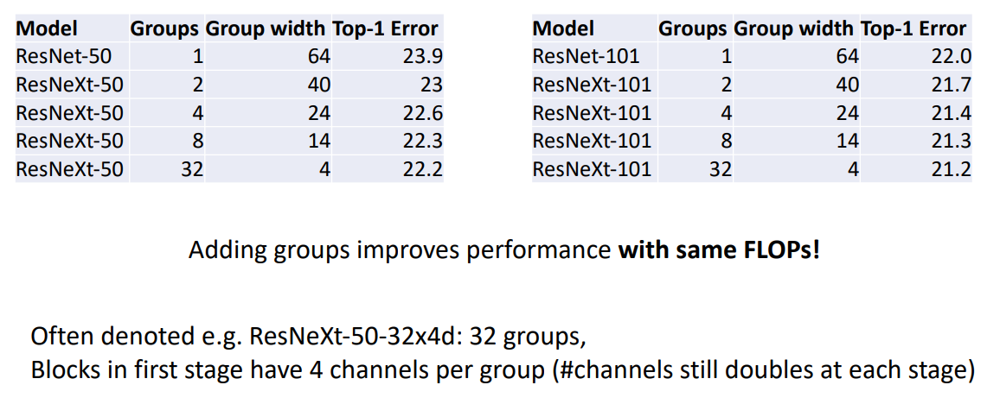 Model Groups Group width Top-1 Error
ResNet-50 1 64 23.9
ResNeXt-50 2 40 23
ResNeXt-50 4 24 22.6
ResNeXt-50 8 14 22.3
ResNeXt-50 32 4 22.2
Model Groups Group width Top-1 Error
ResNet-101 1 64 22.0
ResNeXt-101 2 40 21.7
ResNeXt-101 4 24 21.4
ResNeXt-101 8 14 21.3
ResNeXt-101 32 4 21.2
Adding groups improves performance with same FLOPs!
Often denoted e.g. ResNeXt-50-32x4d: 32 groups,
Blocks in first stage have 4 channels per group (#channels still doubles at each stage)